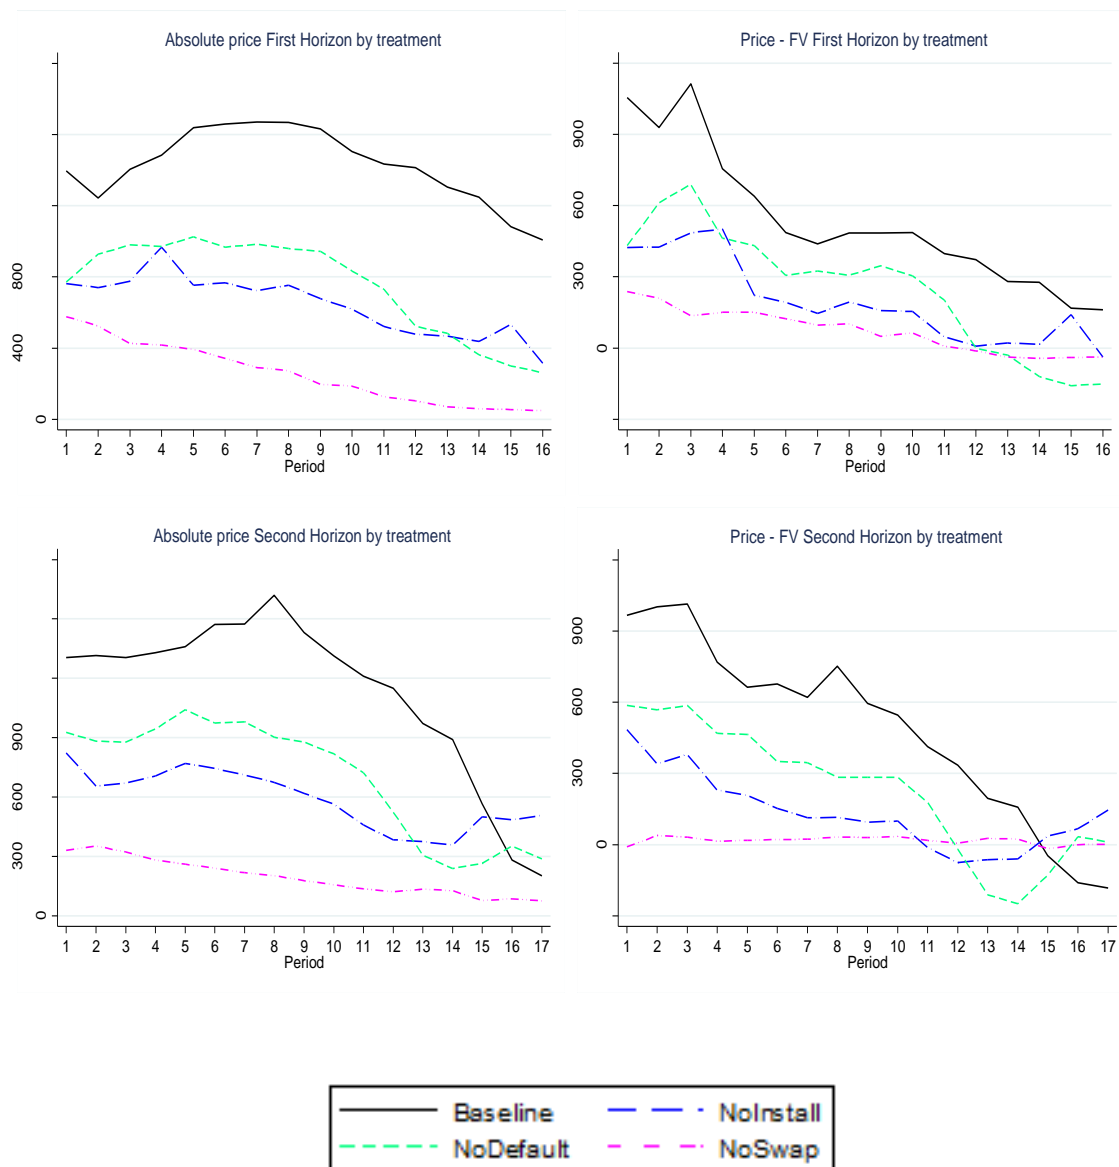 Absolute price First Horizon by treatment
800
400
0
1 2 3 4 5 6 7 8 9 10 11 12 13 14 15 16
Period
Price - FV First Horizon by treatment
900
600
300
0
1 2 3 4 5 6 7 8 9 10 11 12 13 14 15 16
Period
Absolute price Second Horizon by treatment
900
600
300
0
1 2 3 4 5 6 7 8 9 10 11 12 13 14 15 16 17
Period
Price - FV Second Horizon by treatment
900
600
300
0
1 2 3 4 5 6 7 8 9 10 11 12 13 14 15 16 17
Period
Baseline NoInstall
NoDefault NoSwap